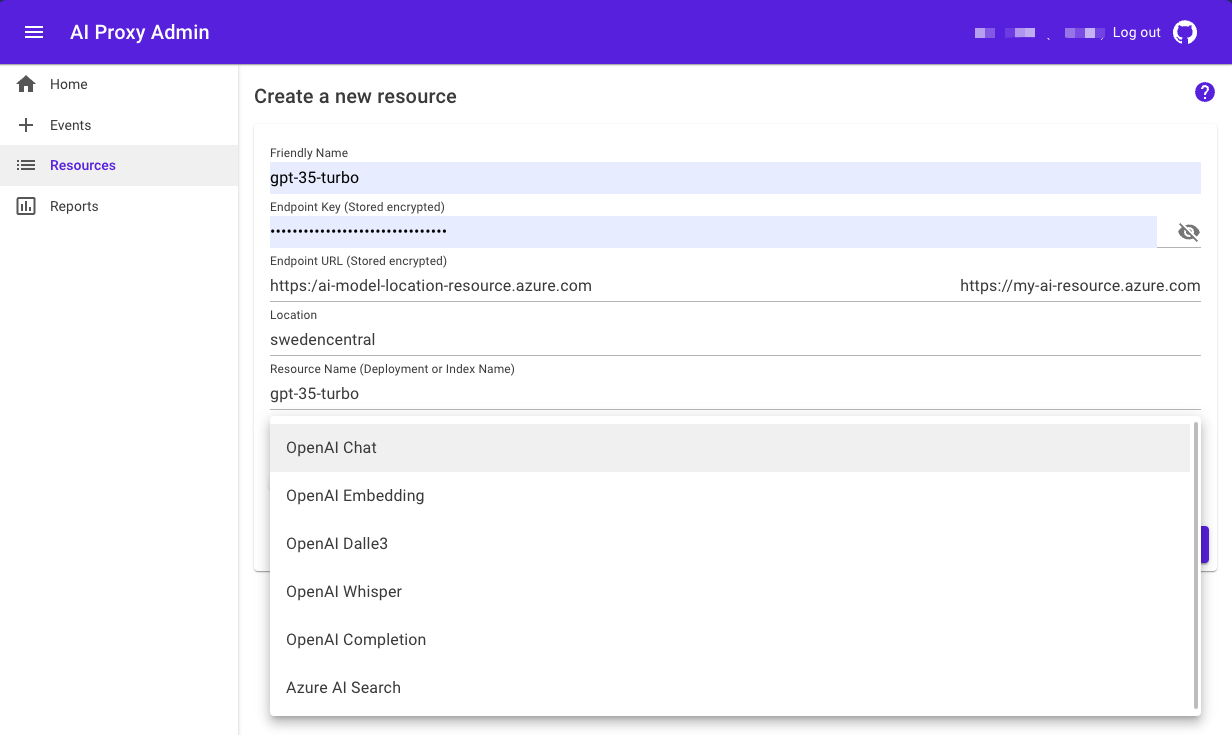 AI Proxy Admin
Log out
Home
Events
Resources
Reports
Create a new resource
?
Friendly Name
gpt-35-turbo
Endpoint Key (Stored encrypted)
••••••••••••••••••••••••••••••••
Endpoint URL (Stored encrypted)
https:/ai-model-location-resource.azure.com https://my-ai-resource.azure.com
Location
swedencentral
Resource Name (Deployment or Index Name)
gpt-35-turbo
OpenAI Chat
OpenAI Embedding
OpenAI Dalle3
OpenAI Whisper
OpenAI Completion
Azure AI Search